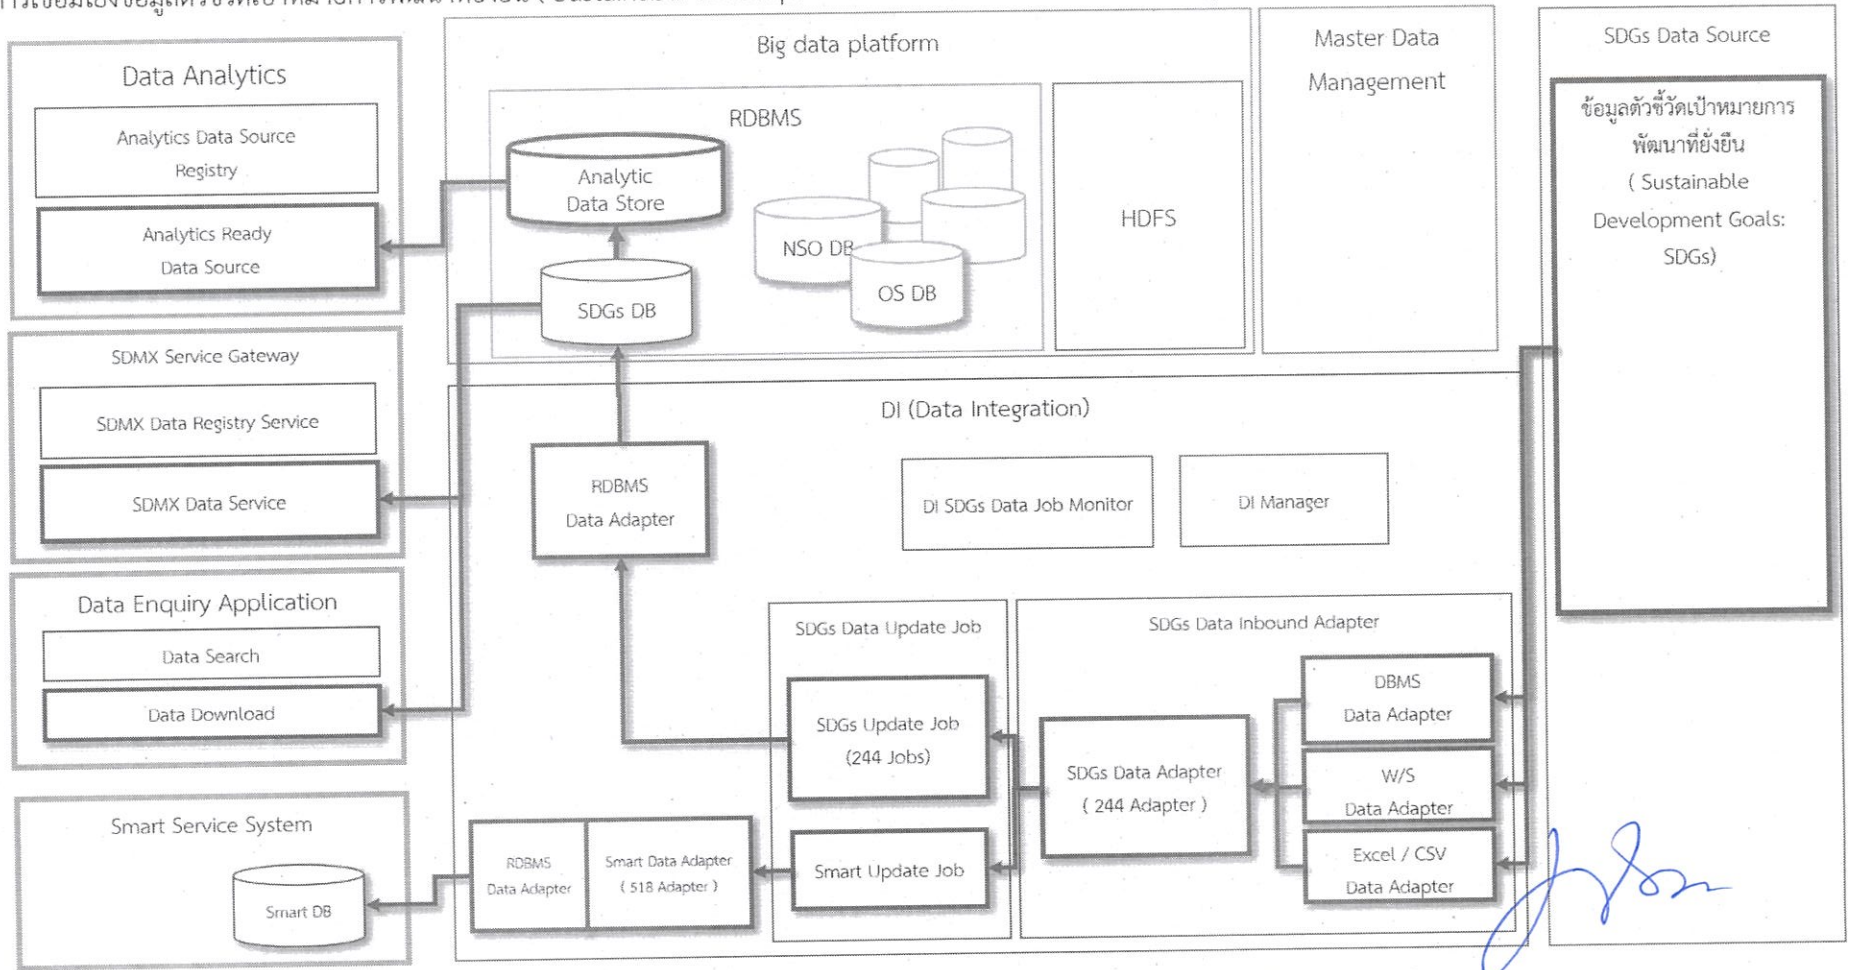 Data Analytics
Analytics Data Source
Registry
Analytics Ready
Data Source
SDMX Service Gateway
SDMX Data Registry Service
SDMX Data Service
Data Enquiry Application
Data Search
Data Download
Smart Service System
Smart DB
Big data platform
RDBMS
Analytic
Data Store
SDGs DB
NSO DB
OS DB
HDFS
Master Data
Management
DI (Data Integration)
RDBMS
Data Adapter
DI SDGs Data Job Monitor
DI Manager
SDGs Data Update Job
SDGs Update Job
(244 Jobs)
Smart Update Job
RDBMS
Data Adapter
Smart Data Adapter
( 518 Adapter )
SDGs Data Inbound Adapter
SDGs Data Adapter
( 244 Adapter )
DBMS
Data Adapter
W/S
Data Adapter
Excel / CSV
Data Adapter
SDGs Data Source
ข้อมูลตัวชี้วัดเป้าหมายการ
พัฒนาที่ยั่งยืน
( Sustainable
Development Goals:
SDGs)